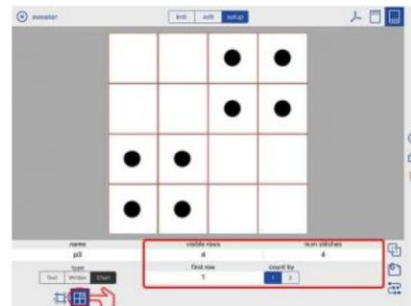 sweater
knit edit setup
name visible rows num stitches
p3 4 4
type first row count by
Text Written Chart 1 1 2